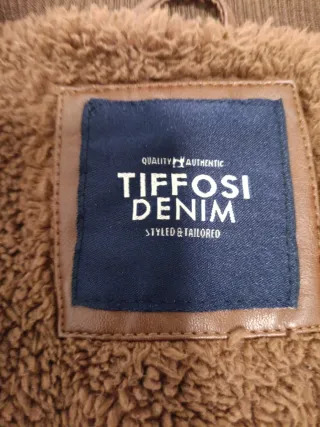 QUALITY AUTHENTIC
TIFFOSI
DENIM
STYLED & TAILORED